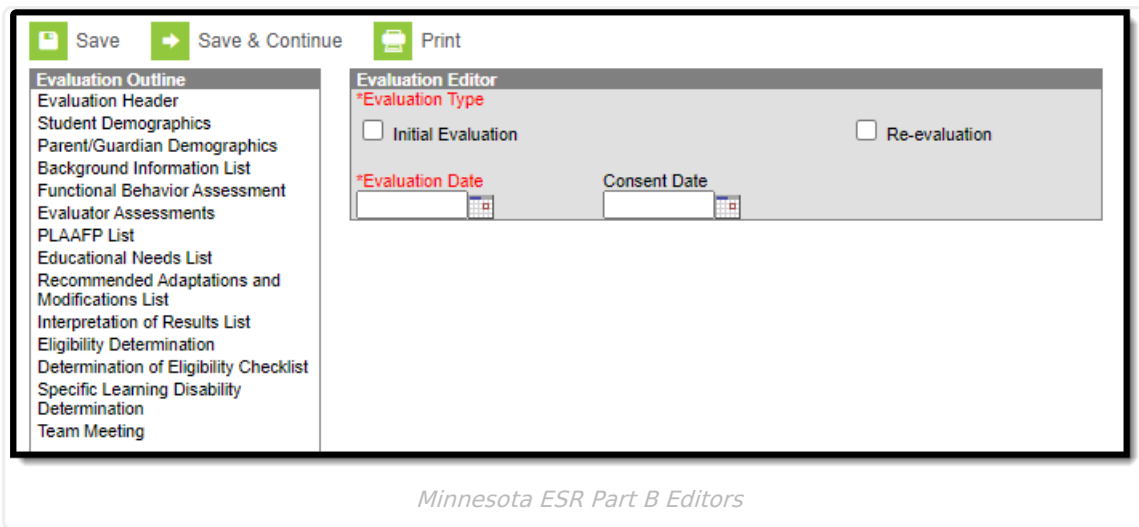 Save Save & Continue Print
Evaluation Outline
Evaluation Header
Student Demographics
Parent/Guardian Demographics
Background Information List
Functional Behavior Assessment
Evaluator Assessments
PLAAFP List
Educational Needs List
Recommended Adaptations and
Modifications List
Interpretation of Results List
Eligibility Determination
Determination of Eligibility Checklist
Specific Learning Disability
Determination
Team Meeting
Evaluation Editor
*Evaluation Type
Initial Evaluation Re-evaluation
*Evaluation Date Consent Date
Minnesota ESR Part B Editors